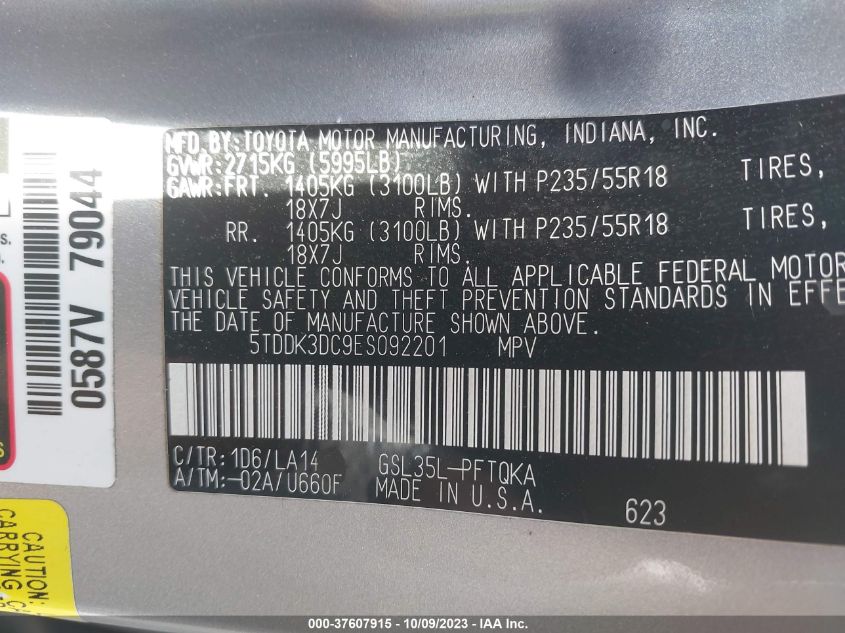 MFD.BY:TOYOTA MOTOR MANUFACTURING, INDIANA, INC.
GVWR:2715KG (5995LB)
GAWR:FRT. 1405KG (3100LB) WITH P235/55R18 TIRES,
18X7J RIMS.
RR. 1405KG (3100LB) WITH P235/55R18 TIRES,
18X7J RIMS.
THIS VEHICLE CONFORMS TO ALL APPLICABLE FEDERAL MOTOR
VEHICLE SAFETY AND THEFT PREVENTION STANDARDS IN EFFE
THE DATE OF MANUFACTURE SHOWN ABOVE.
5TDDK3DC9ES092201 MPV
C/TR:1D6/LA14 GSL35L-PFTQKA
A/TM:-02A/U660F MADE IN U.S.A.
623
0587V 79044
CAUTION:
CARRYING
000-37607915 - 10/09/2023 - IAA Inc.